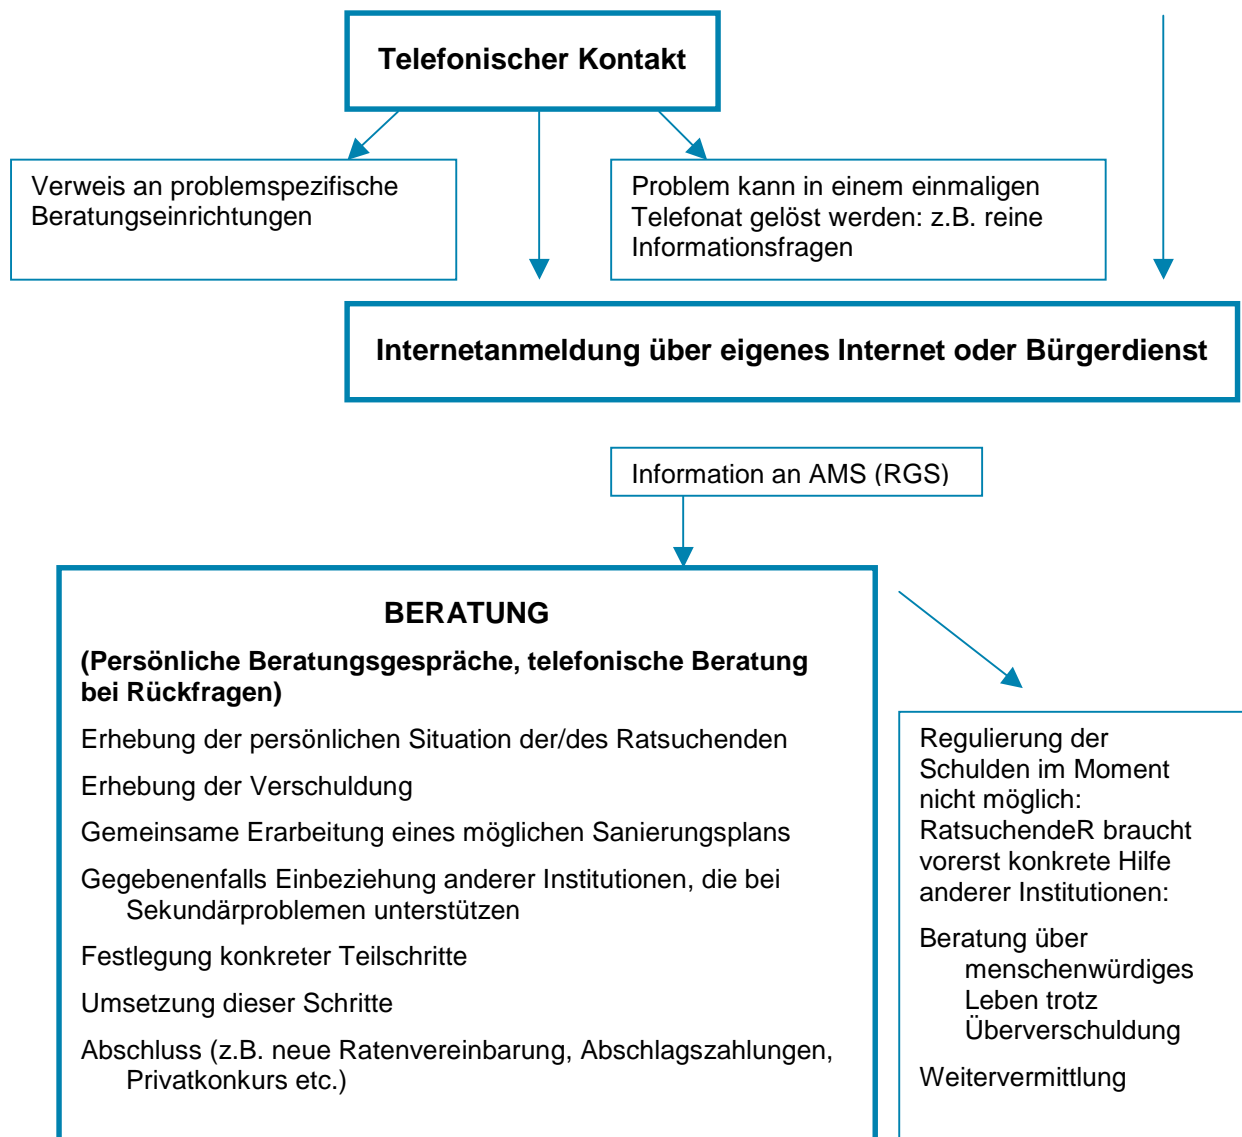 Telefonischer Kontakt
Verweis an problemspezifische
Beratungseinrichtungen
Problem kann in einem einmaligen
Telefonat gelöst werden: z.B. reine
Informationsfragen
Internetanmeldung über eigenes Internet oder Bürgerdienst
Information an AMS (RGS)
BERATUNG
(Persönliche Beratungsgespräche, telefonische Beratung
bei Rückfragen)
Erhebung der persönlichen Situation der/des Ratsuchenden
Erhebung der Verschuldung
Gemeinsame Erarbeitung eines möglichen Sanierungsplans
Gegebenenfalls Einbeziehung anderer Institutionen, die bei
Sekundärproblemen unterstützen
Festlegung konkreter Teilschritte
Umsetzung dieser Schritte
Abschluss (z.B. neue Ratenvereinbarung, Abschlagszahlungen,
Privatkonkurs etc.)
Regulierung der
Schulden im Moment
nicht möglich:
RatsuchendeR braucht
vorerst konkrete Hilfe
anderer Institutionen:
Beratung über
menschenwürdiges
Leben trotz
Überverschuldung
Weitervermittlung